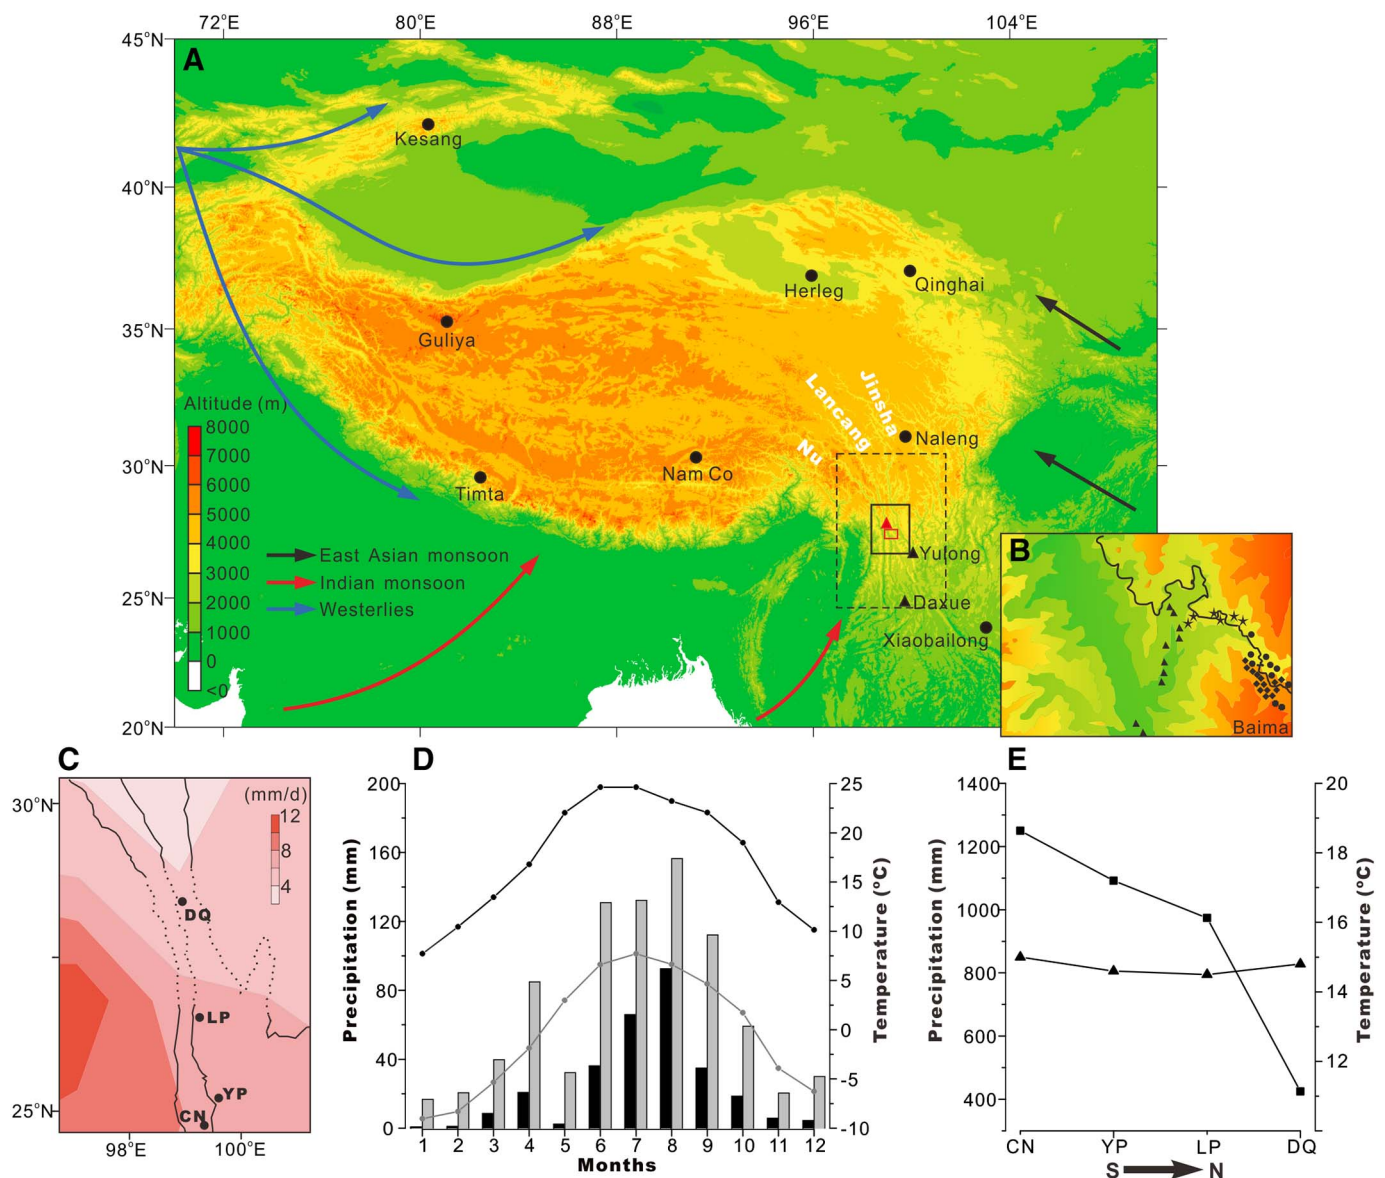 72°E 80°E 88°E 96°E 104°E
45°N
A
Kesang
40°N
Herleg
Qinghai
35°N
Guliya
Jinsha
Lancang
Nu
Altitude (m)
8000
7000
6000
5000
4000
3000
2000
1000
0
<0
Naleng
30°N
Nam Co
Timta
East Asian monsoon
Indian monsoon
Westerlies
Yulong
25°N
Daxue
Xiaobailong
20°N
B
Baima
C
30°N
(mm/d)
12
8
4
DQ
LP
YP
CN
25°N
98°E 100°E
D
Precipitation (mm)
200
160
120
80
40
0
25
20
15
10
5
0
-5
-10
Temperature (°C)
1 2 3 4 5 6 7 8 9 10 11 12
Months
E
Precipitation (mm)
1400
1200
1000
800
600
400
20
18
16
14
12
Temperature (°C)
CN YP LP DQ
S N